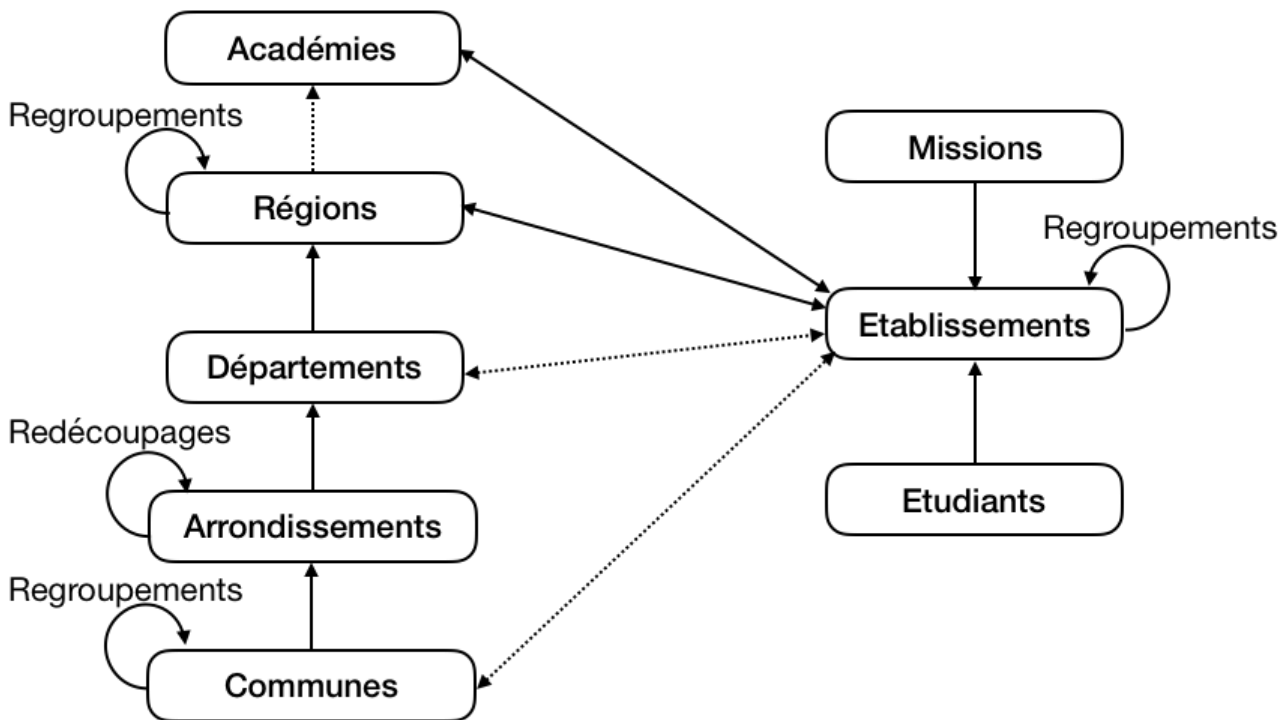 Académies
Regroupements
Missions
Régions
Regroupements
Etablissements
Départements
Redécoupages
Etudiants
Arrondissements
Regroupements
Communes